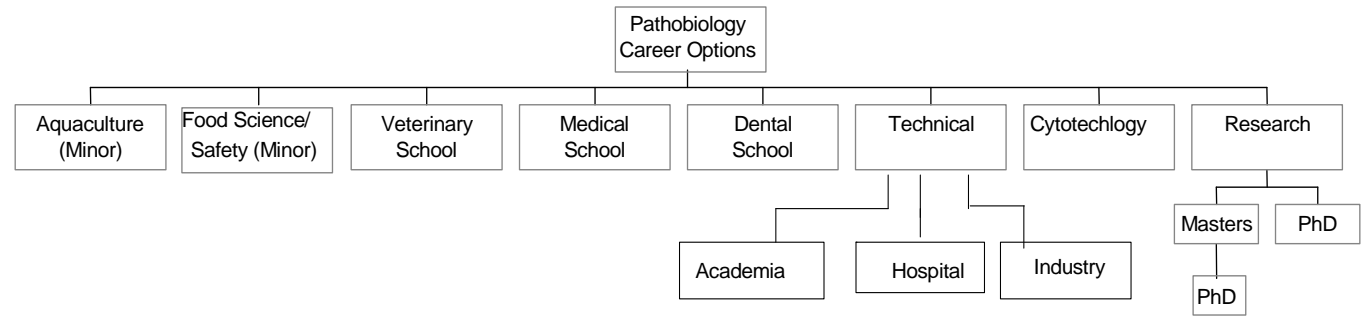 Pathobiology
Career Options
Aquaculture
(Minor)
Food Science/
Safety (Minor)
Veterinary
School
Medical
School
Dental
School
Technical
Cytotechlogy
Research
Masters
PhD
Academia
Hospital
Industry
PhD